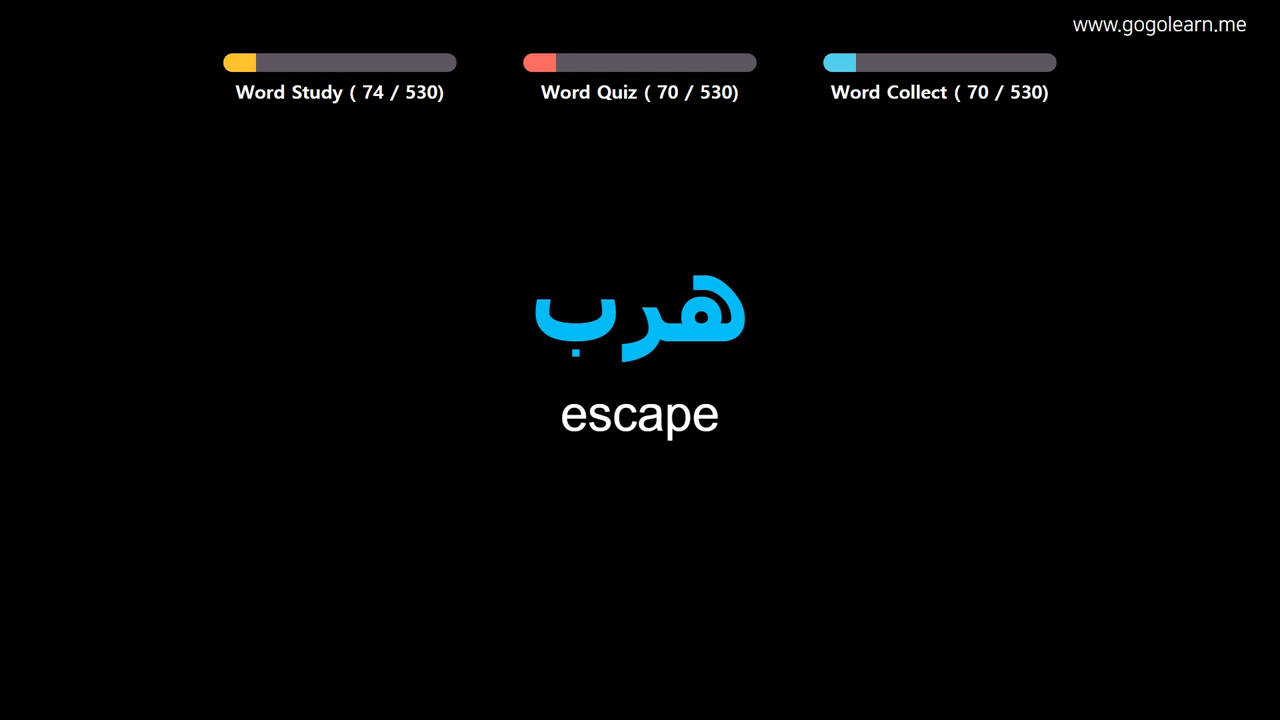 www.gogolearn.me
Word Study ( 74 / 530)
Word Quiz ( 70 / 530)
Word Collect ( 70 / 530)
هرب
escape